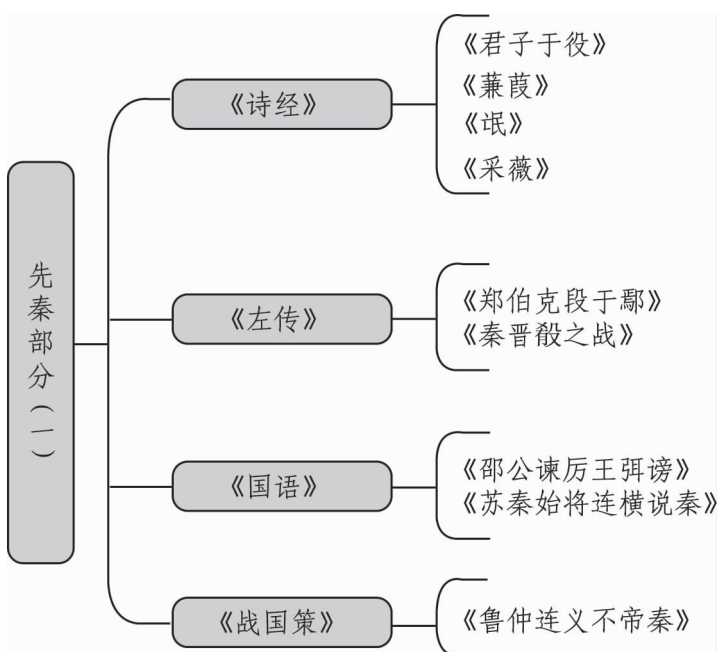 先秦部分(一)
《诗经》
《君子于役》
《蒹葭》
《氓》
《采薇》
《左传》
《郑伯克段于鄢》
《秦晋殽之战》
《国语》
《邵公谏厉王弭谤》
《苏秦始将连横说秦》
《战国策》
《鲁仲连义不帝秦》